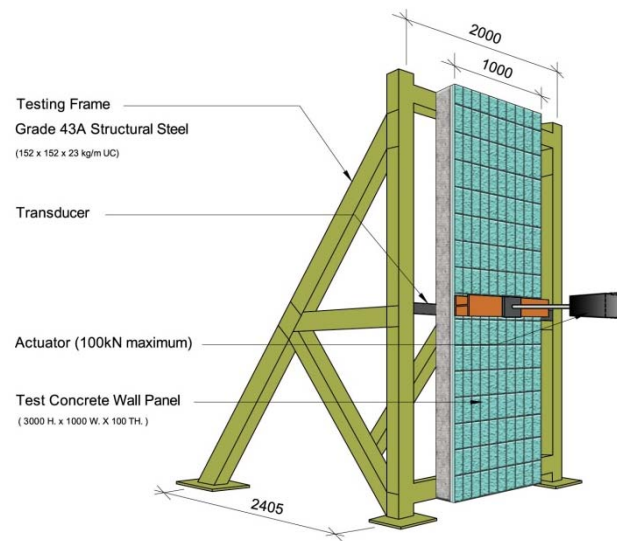 2000
1000
Testing Frame
Grade 43A Structural Steel
(152 x 152 x 23 kg/m UC)
Transducer
Actuator (100kN maximum)
Test Concrete Wall Panel
( 3000 H. x 1000 W. X 100 TH. )
2405